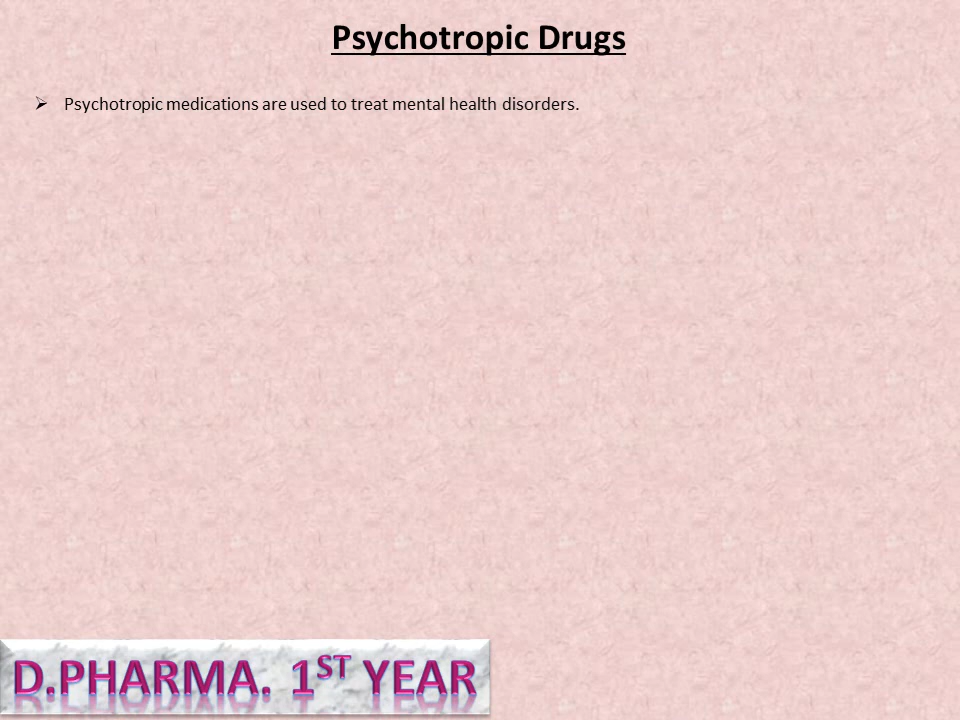 Psychotropic Drugs
➢ Psychotropic medications are used to treat mental health disorders.
D.PHARMA. 1ST YEAR